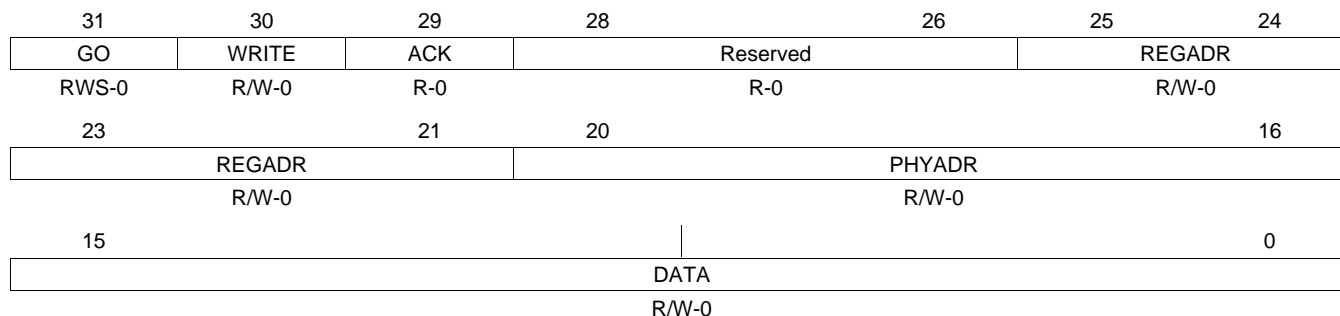 31 30 29 28 26 25 24
GO WRITE ACK Reserved REGADR
RWS-0 R/W-0 R-0 R-0 R/W-0
23 21 20 16
REGADR PHYADR
R/W-0 R/W-0
15 0
DATA
R/W-0